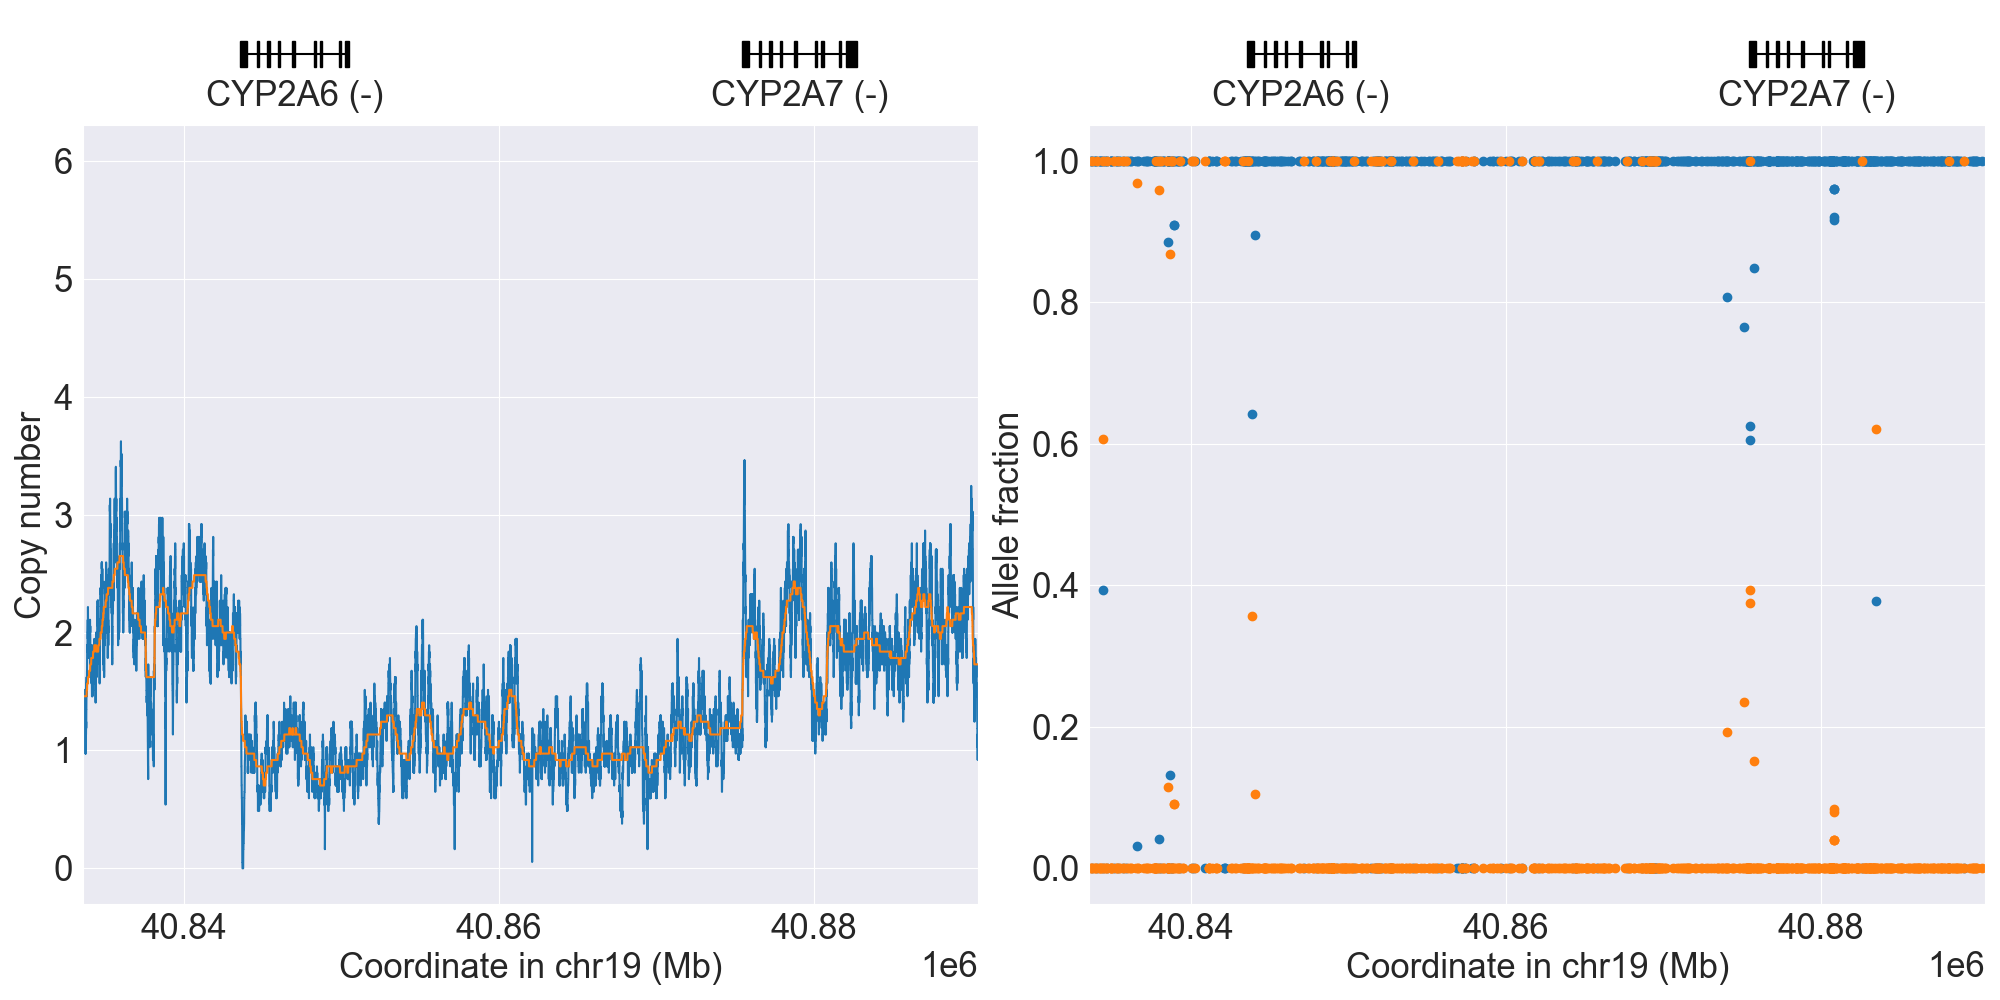 CYP2A6 (-)
CYP2A7 (-)
6
5
4
3
2
1
0
Copy number
40.84
40.86
40.88
Coordinate in chr19 (Mb)
1e6
CYP2A6 (-)
CYP2A7 (-)
1.0
0.8
0.6
0.4
0.2
0.0
Allele fraction
40.84
40.86
40.88
Coordinate in chr19 (Mb)
1e6